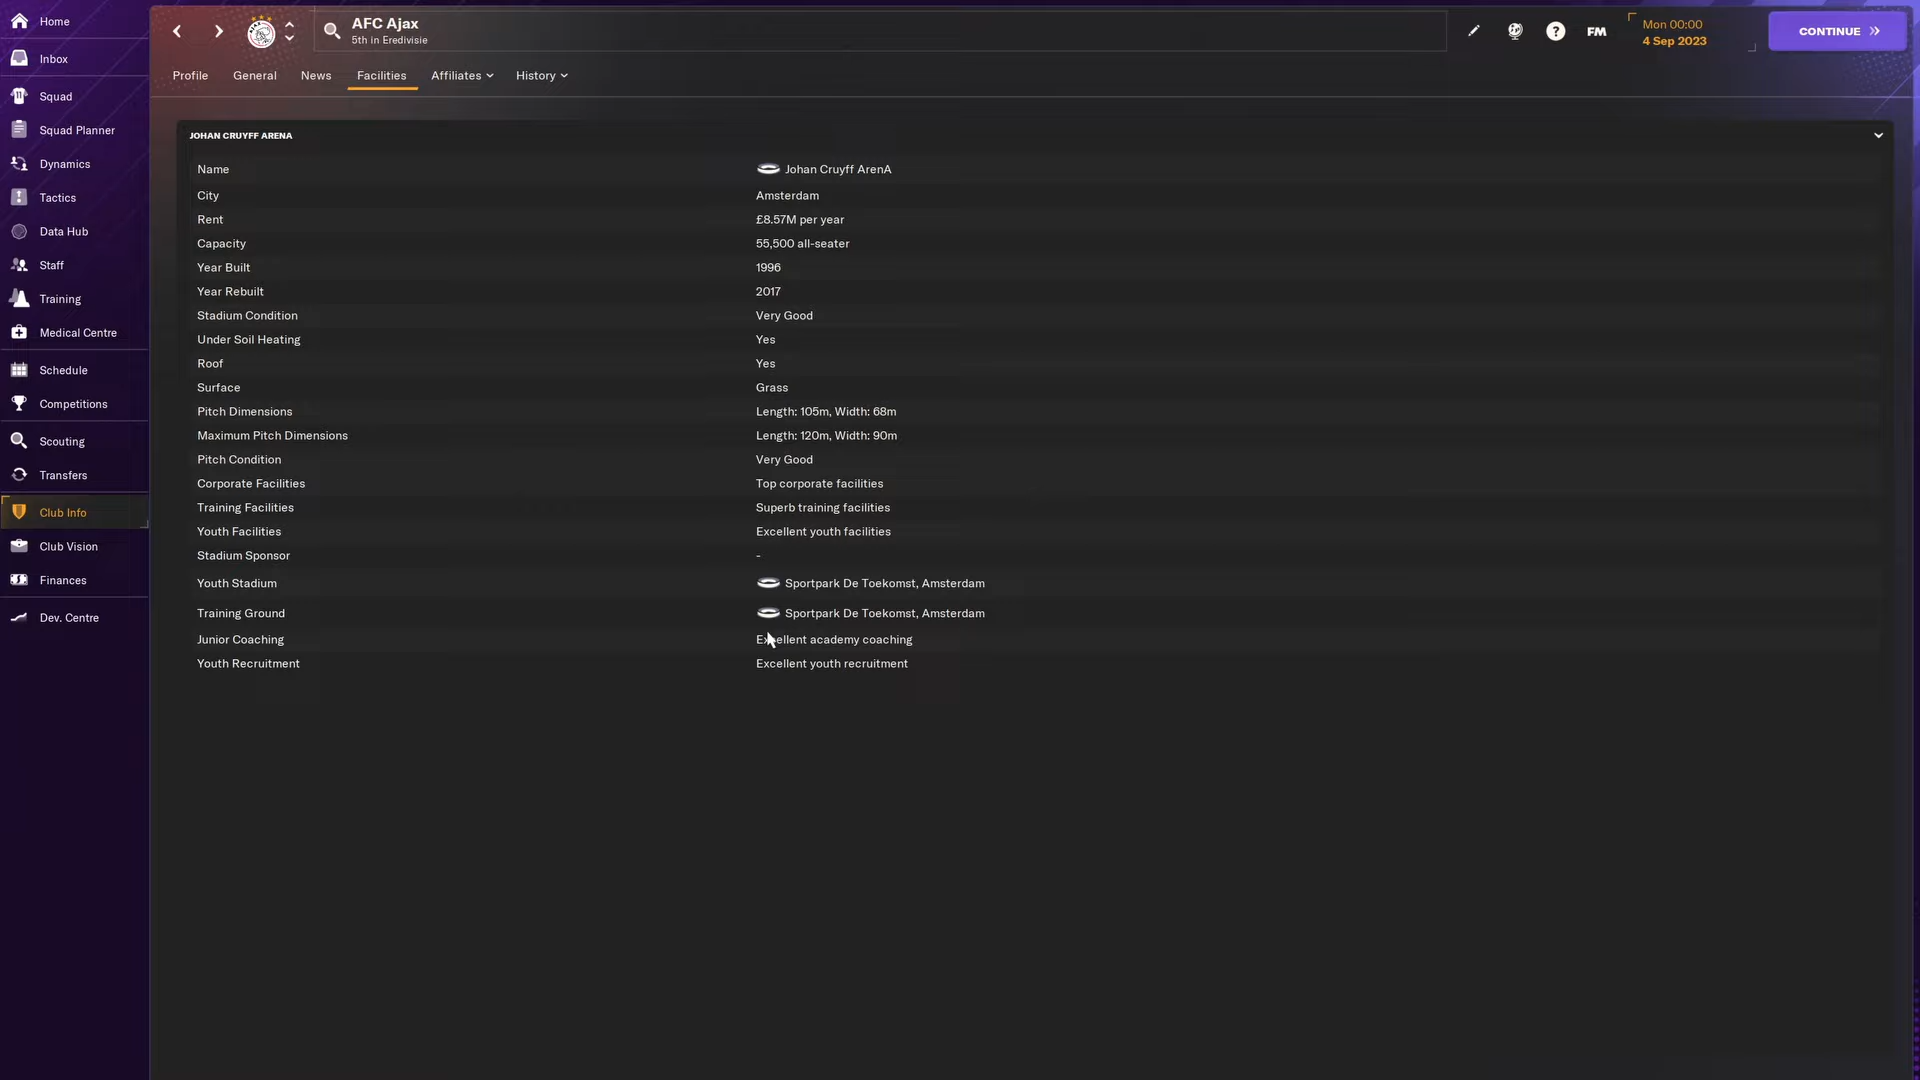 Home
Inbox
Squad
Squad Planner
Dynamics
Tactics
Data Hub
Staff
Training
Medical Centre
Schedule
Competitions
Scouting
Transfers
Club Info
Club Vision
Finances
Dev. Centre
AFC Ajax
5th in Eredivisie
?
FM
Mon 00:00
4 Sep 2023
CONTINUE
Profile General News Facilities Affiliates History
JOHAN CRUYFF ARENA
Name Johan Cruyff ArenA
City Amsterdam
Rent £8.57M per year
Capacity 55,500 all-seater
Year Built 1996
Year Rebuilt 2017
Stadium Condition Very Good
Under Soil Heating Yes
Roof Yes
Surface Grass
Pitch Dimensions Length: 105m, Width: 68m
Maximum Pitch Dimensions Length: 120m, Width: 90m
Pitch Condition Very Good
Corporate Facilities Top corporate facilities
Training Facilities Superb training facilities
Youth Facilities Excellent youth facilities
Stadium Sponsor -
Youth Stadium Sportpark De Toekomst, Amsterdam
Training Ground Sportpark De Toekomst, Amsterdam
Junior Coaching Excellent academy coaching
Youth Recruitment Excellent youth recruitment